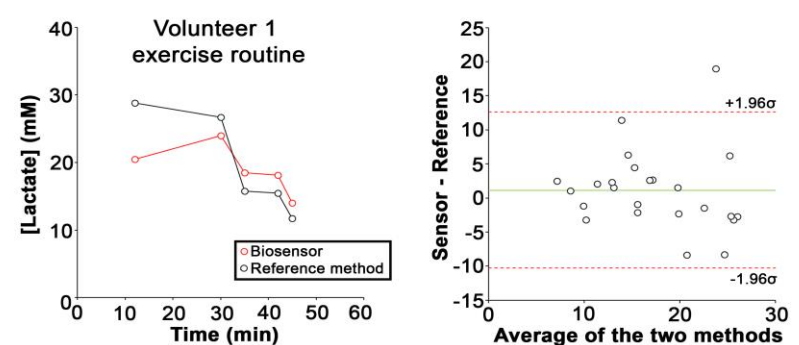 Volunteer 1
exercise routine
[Lactate] (mM)
40
30
20
10
0
0 10 20 30 40 50 60
Time (min)
Biosensor
Reference method
Sensor - Reference
25
20
15
10
5
0
-5
-10
-15
+1.96σ
-1.96σ
0 10 20 30
Average of the two methods